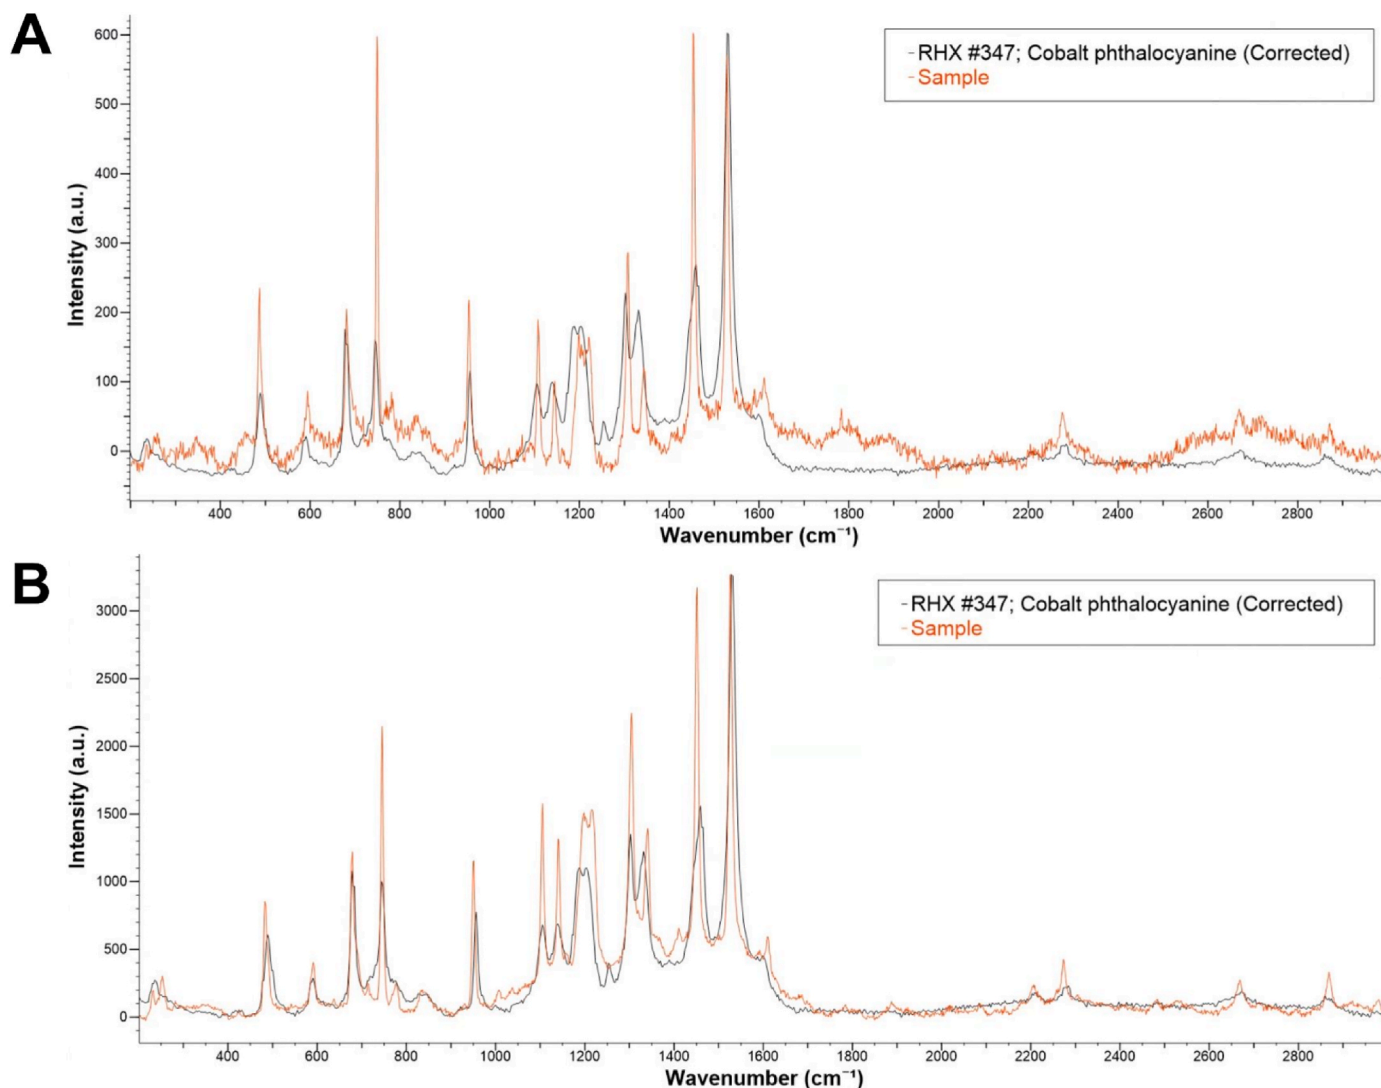 A
600
500
400
300
200
100
0
Intensity (a.u.)
-RHX #347; Cobalt phthalocyanine (Corrected)
-Sample
400 600 800 1000 1200 1400 1600 1800 2000 2200 2400 2600 2800
Wavenumber (cm⁻¹)
B
3000
2500
2000
1500
1000
500
0
Intensity (a.u.)
-RHX #347; Cobalt phthalocyanine (Corrected)
-Sample
400 600 800 1000 1200 1400 1600 1800 2000 2200 2400 2600 2800
Wavenumber (cm⁻¹)